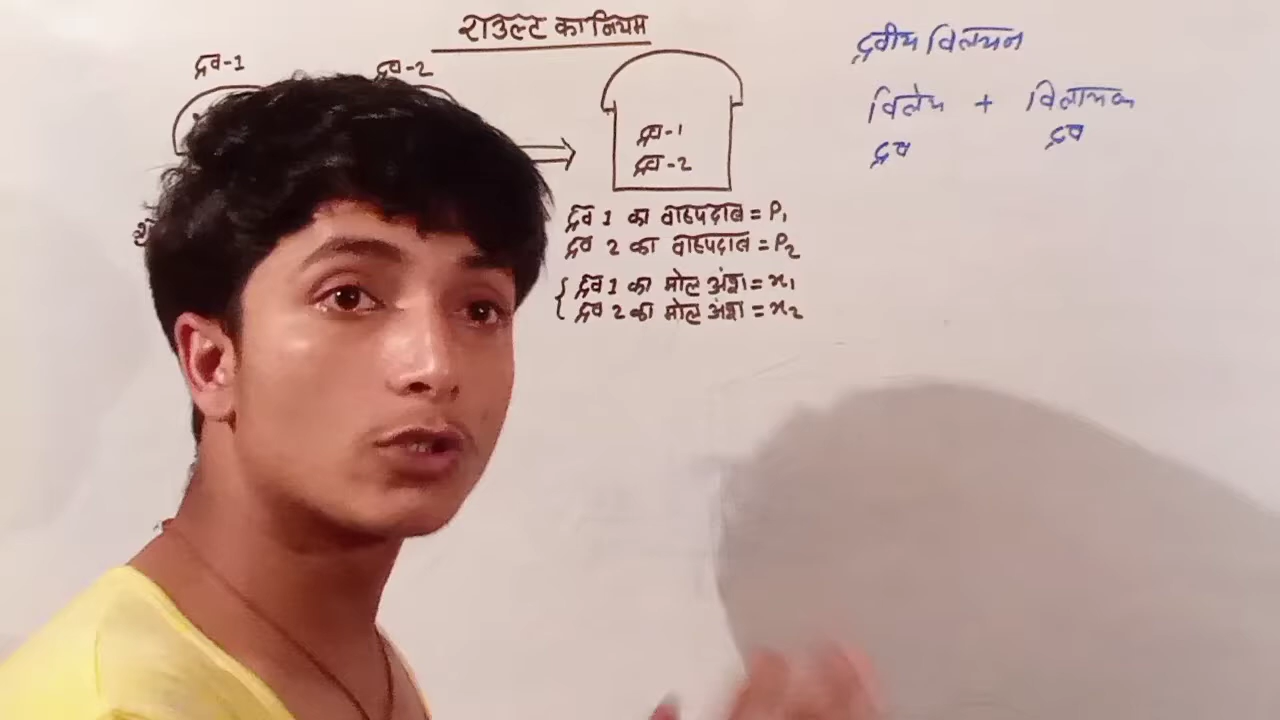 राउल्ट का नियम
द्रव-1
द्रव-2
द्रव-1
द्रव-2
द्रव 1 का वाष्पदाब = P₁
द्रव 2 का वाष्पदाब = P₂
द्रव 1 का मोल अंश = x₁
द्रव 2 का मोल अंश = x₂
द्रवीय विलयन
विलेय + विलायक
द्रव द्रव